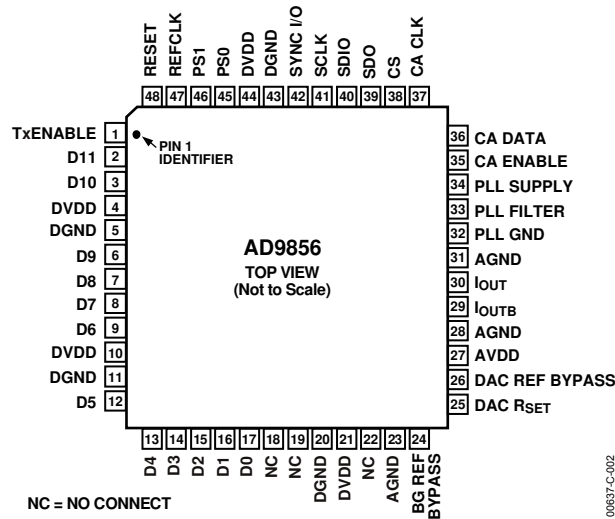 RESET
REFCLK
PS1
PS0
DVDD
DGND
SYNC I/O
SCLK
SDIO
SDO
CS
CA CLK
48 47 46 45 44 43 42 41 40 39 38 37
TxENABLE 1
D11 2
D10 3
DVDD 4
DGND 5
D9 6
D8 7
D7 8
D6 9
DVDD 10
DGND 11
D5 12
PIN 1
IDENTIFIER
AD9856
TOP VIEW
(Not to Scale)
36 CA DATA
35 CA ENABLE
34 PLL SUPPLY
33 PLL FILTER
32 PLL GND
31 AGND
30 IOUT
29 IOUTB
28 AGND
27 AVDD
26 DAC REF BYPASS
25 DAC RSET
13 14 15 16 17 18 19 20 21 22 23 24
D4
D3
D2
D1
D0
NC
NC
DGND
DVDD
NC
AGND
BG REF
BYPASS
NC = NO CONNECT
00637-C-002